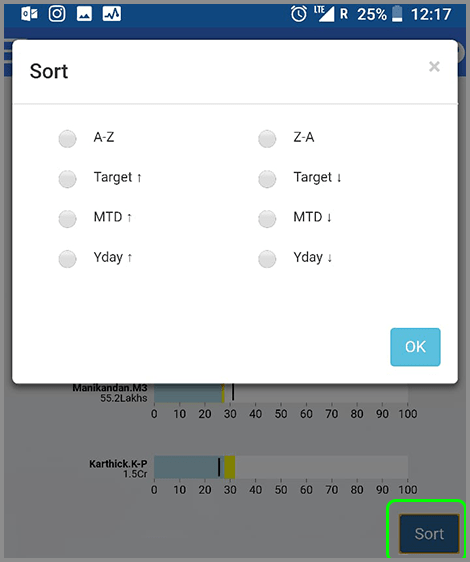 LTE R 25% 12:17
Sort ×
A-Z Z-A
Target ↑ Target ↓
MTD ↑ MTD ↓
Yday ↑ Yday ↓
OK
Manikandan.M3
55.2Lakhs
0 10 20 30 40 50 60 70 80 90 100
Karthick.K-P
1.5Cr
0 10 20 30 40 50 60 70 80 90 100
Sort